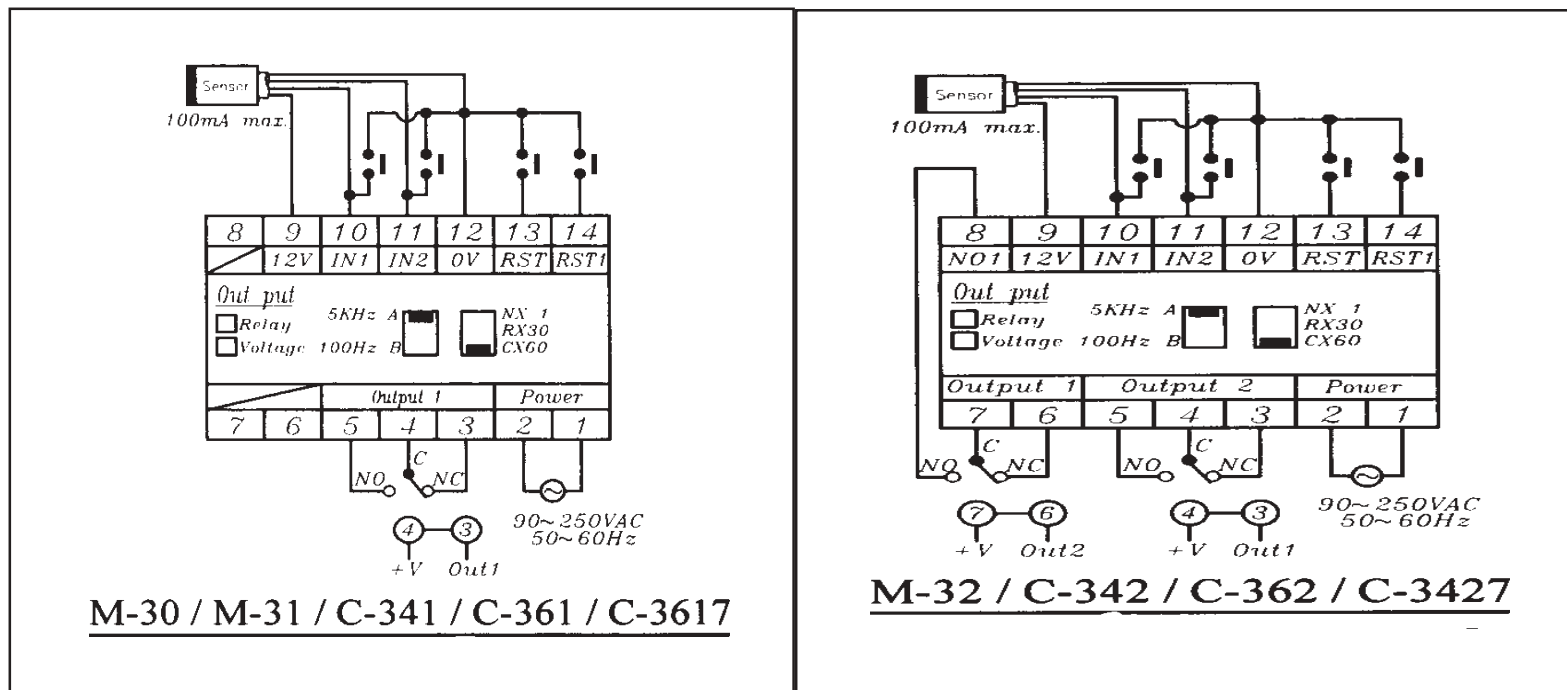 Sensor
100mA max.
8 9 10 11 12 13 14
12V IN1 IN2 0V RST RST1
Out put
Relay
Voltage
5KHz A
100Hz B
NX 1
RX30
CX60
Output 1 Power
7 6 5 4 3 2 1
NO C NC
4 3
+V Out1
90~250VAC
50~60Hz
M-30 / M-31 / C-341 / C-361 / C-3617
Sensor
100mA max.
8 9 10 11 12 13 14
NO1 12V IN1 IN2 0V RST RST1
Out put
Relay
Voltage
5KHz A
100Hz B
NX 1
RX30
CX60
Output 1 Output 2 Power
7 6 5 4 3 2 1
NO C NC NO C NC
7 6 4 3
+V Out2 +V Out1
90~250VAC
50~60Hz
M-32 / C-342 / C-362 / C-3427